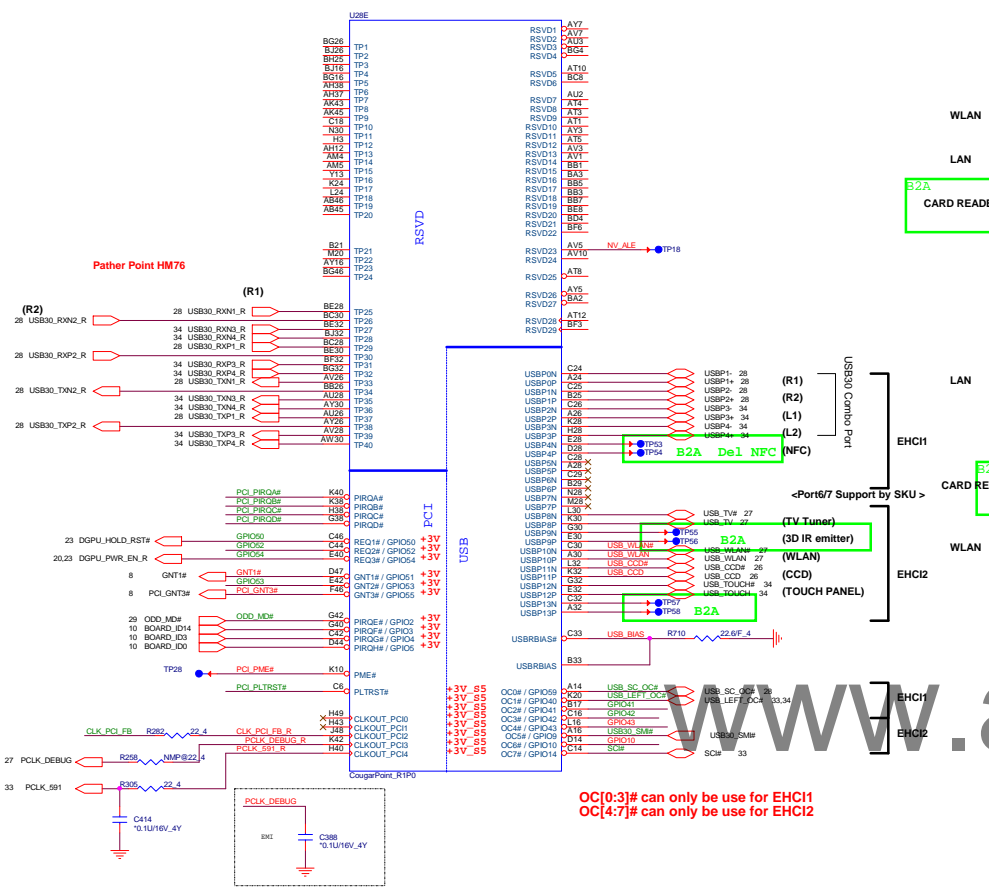 U28E
BG26 TP1
BJ26 TP2
BH25 TP3
BJ16 TP4
BG16 TP5
AH38 TP6
AH37 TP7
AK43 TP8
AK45 TP9
C18 TP10
N30 TP11
H3 TP12
AH12 TP13
AM4 TP14
AM5 TP15
Y13 TP16
K24 TP17
L24 TP18
AB46 TP19
AB45 TP20
B21 TP21
M20 TP22
AY16 TP23
BG46 TP24
RSVD
RSVD1 AY7
RSVD2 AV7
RSVD3 AU3
RSVD4 BG4
RSVD5 AT10
RSVD6 BC8
RSVD7 AU2
RSVD8 AT4
RSVD9 AT3
RSVD10 AT1
RSVD11 AY3
RSVD12 AT5
RSVD13 AV3
RSVD14 AV1
RSVD15 BB1
RSVD16 BA3
RSVD17 BB5
RSVD18 BB3
RSVD19 BB7
RSVD20 BE8
RSVD21 BD4
RSVD22 BF6
RSVD23 AV5 NV_ALE TP18
RSVD24 AV10
RSVD25 AT8
RSVD26 AY5
RSVD27 BA2
RSVD28 AT12
RSVD29 BF3
WLAN
LAN
B2A
CARD READE
Pather Point HM76
(R1)
(R2)
28 USB30_RXN1_R BE28 TP25
28 USB30_RXN2_R BC30 TP26
34 USB30_RXN3_R BE32 TP27
34 USB30_RXN4_R BJ32 TP28
28 USB30_RXP1_R BC28 TP29
28 USB30_RXP2_R BE30 TP30
34 USB30_RXP3_R BF32 TP31
34 USB30_RXP4_R BG32 TP32
28 USB30_TXN1_R AV26 TP33
28 USB30_TXN2_R BB26 TP34
34 USB30_TXN3_R AU28 TP35
34 USB30_TXN4_R AY30 TP36
28 USB30_TXP1_R AU26 TP37
28 USB30_TXP2_R AY26 TP38
34 USB30_TXP3_R AV28 TP39
34 USB30_TXP4_R AW30 TP40
USBP0N C24 USBP1- 28
USBP0P A24 USBP1+ 28 (R1)
USBP1N C25 USBP2- 28
USBP1P B25 USBP2+ 28 (R2)
USBP2N C26 USBP3- 34
USBP2P A26 USBP3+ 34 (L1)
USBP3N K28 USBP4- 34
USBP3P H28 USBP4+ 34 (L2)
USBP4N E28 TP53
USBP4P D28 TP54 B2A Del NFC (NFC)
USBP5N C28
USBP5P A28
USBP6N C29
USBP6P B29
USBP7N N28
USBP7P M28
USB30 Combo Port
EHCI1
LAN
B2
CARD RE
<Port6/7 Support by SKU >
USBP8N L30 USB_TV# 27
USBP8P K30 USB_TV 27 (TV Tuner)
USBP9N G30 TP55
USBP9P E30 TP56 B2A (3D IR emitter)
USBP10N C30 USB_WLAN# USB_WLAN# 27
USBP10P A30 USB_WLAN USB_WLAN 27 (WLAN)
USBP11N L32 USB_CCD# USB_CCD# 26
USBP11P K32 USB_CCD USB_CCD 26 (CCD)
USBP12N G32 USB_TOUCH# 34
USBP12P E32 USB_TOUCH 34 (TOUCH PANEL)
USBP13N C32 TP57
USBP13P A32 TP58 B2A
EHCI2
WLAN
PCI
USB
PCI_PIRQA# K40 PIRQA#
PCI_PIRQB# K38 PIRQB#
PCI_PIRQC# H38 PIRQC#
PCI_PIRQD# G38 PIRQD#
23 DGPU_HOLD_RST# GPIO50 C46 REQ1# / GPIO50 +3V
GPIO52 C44 REQ2# / GPIO52 +3V
20,23 DGPU_PWR_EN_R GPIO54 E40 REQ3# / GPIO54 +3V
8 GNT1# GNT1# D47 GNT1# / GPIO51 +3V
GPIO53 E42 GNT2# / GPIO53 +3V
8 PCI_GNT3# PCI_GNT3# F46 GNT3# / GPIO55 +3V
29 ODD_MD# ODD_MD# G42 PIRQE# / GPIO2 +3V
10 BOARD_ID14 G40 PIRQF# / GPIO3 +3V
10 BOARD_ID3 C42 PIRQG# / GPIO4 +3V
10 BOARD_ID0 D44 PIRQH# / GPIO5 +3V
TP28 PCI_PME# K10 PME#
PCI_PLTRST# C6 PLTRST#
USBRBIAS# C33 USB_BIAS R710 22.6/F_4
USBRBIAS B33
H49 CLKOUT_PCI0
H43 CLKOUT_PCI1
CLK_PCI_FB R282 22_4 CLK_PCI_FB_R J48 CLKOUT_PCI2
27 PCLK_DEBUG R258 NMP@22_4 PCLK_DEBUG_R K42 CLKOUT_PCI3
33 PCLK_591 R305 22_4 PCLK_591_R H40 CLKOUT_PCI4
+3V_S5 OC0# / GPIO59 A14 USB_SC_OC# USB_SC_OC# 28
+3V_S5 OC1# / GPIO40 K20 USB_LEFT_OC# USB_LEFT_OC# 33,34
+3V_S5 OC2# / GPIO41 B17 GPIO41
+3V_S5 OC3# / GPIO42 C16 GPIO42
+3V_S5 OC4# / GPIO43 L16 GPIO43
+3V_S5 OC5# / GPIO9 A16 USB30_SMI# USB30_SMI#
+3V_S5 OC6# / GPIO10 D14 GPIO10
+3V_S5 OC7# / GPIO14 C14 SCI# SCI# 33
EHCI1
EHCI2
www.a
CougarPoint_R1P0
C414
*0.1U/16V_4Y
PCLK_DEBUG
EMI
C388
*0.1U/16V_4Y
OC[0:3]# can only be use for EHCI1
OC[4:7]# can only be use for EHCI2